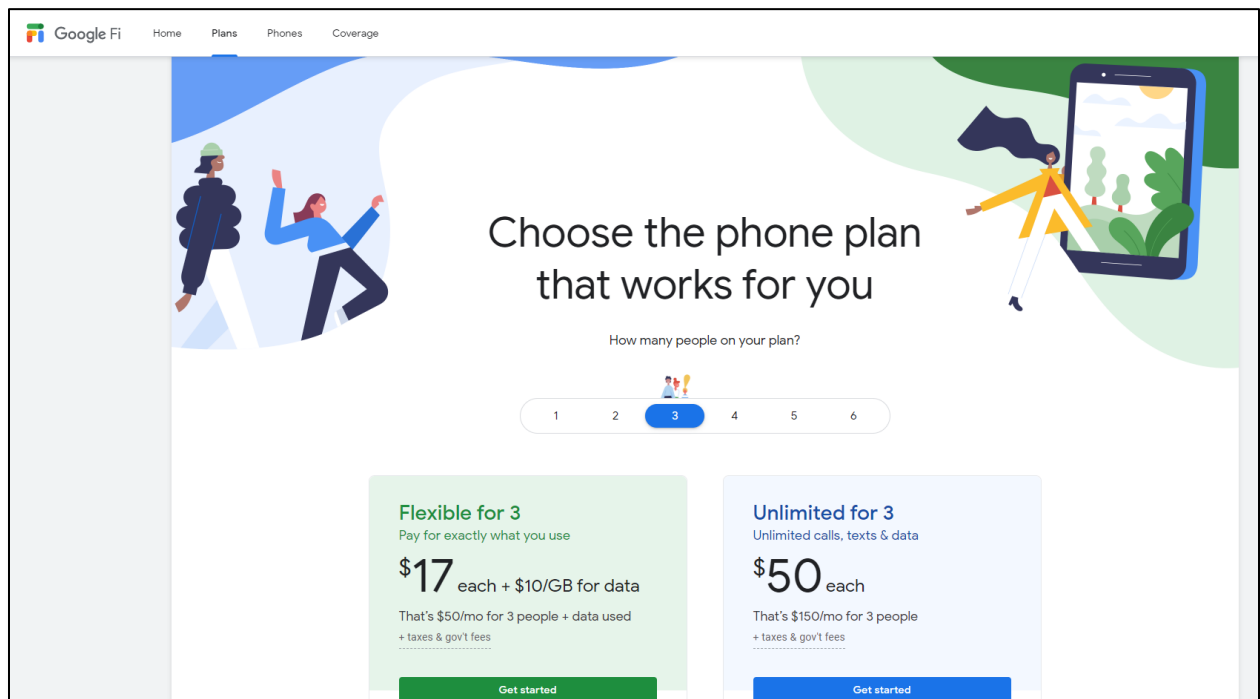 Google Fi Home Plans Phones Coverage
Choose the phone plan
that works for you
How many people on your plan?
1 2 3 4 5 6
Flexible for 3
Pay for exactly what you use
$17 each + $10/GB for data
That's $50/mo for 3 people + data used
+ taxes & gov't fees
Get started
Unlimited for 3
Unlimited calls, texts & data
$50 each
That's $150/mo for 3 people
+ taxes & gov't fees
Get started